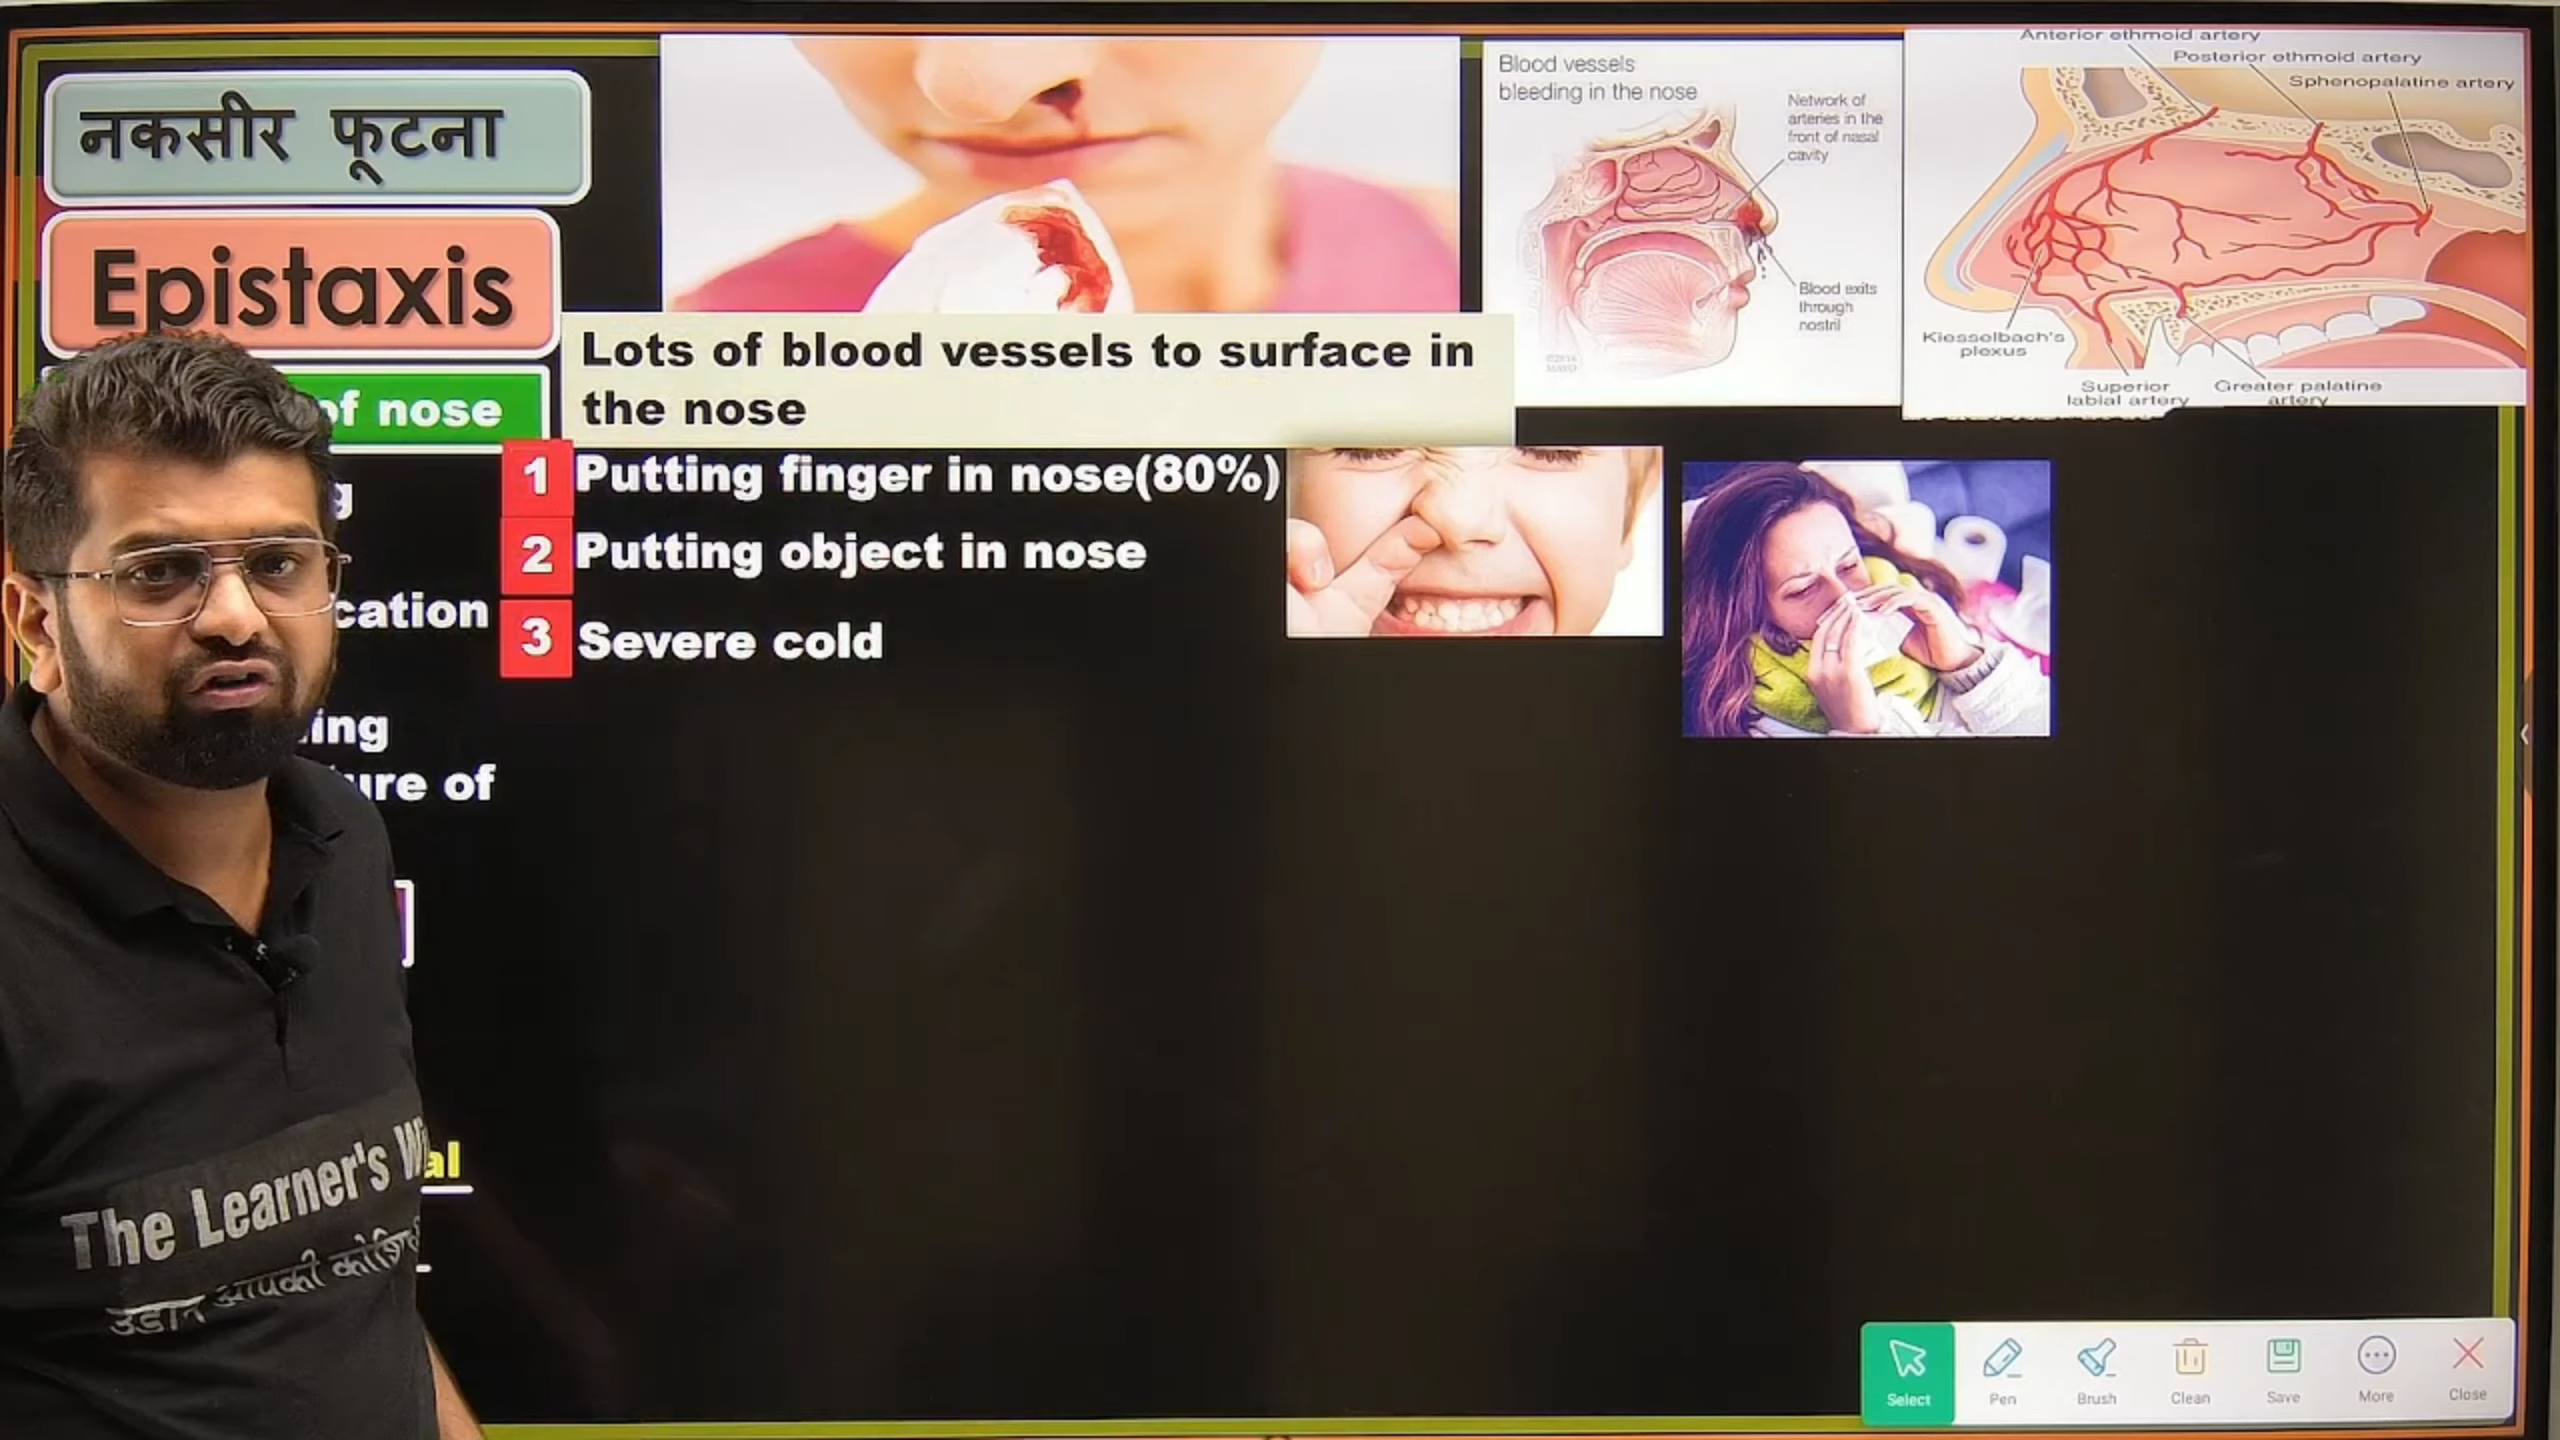 नकसीर फूटना
Epistaxis
of nose
Lots of blood vessels to surface in
the nose
1 Putting finger in nose(80%)
2 Putting object in nose
3 Severe cold
ing
of
Blood vessels
bleeding in the nose
Network of
arteries in the
front of nasal
cavity
Blood exits
through
nostril
Anterior ethmoid artery
Posterior ethmoid artery
Sphenopalatine artery
Kiesselbach's
plexus
Superior
labial artery
Greater palatine
artery
The Learner's
उडान आपकी
Select
Pen
Brush
Clean
Save
More
Close